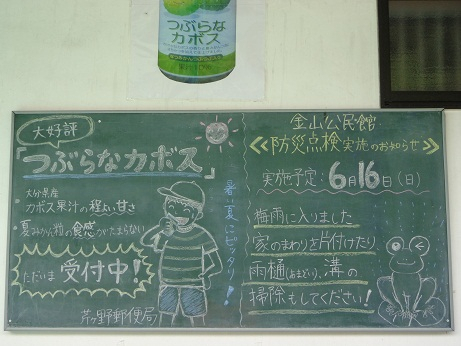 つぶらな
カボス
大好評
「つぶらなカボス」
大分県産
カボス果汁の程よい甘さ
夏みかん粒の食感がたまらない
ただいま 受付中!
芹ヶ野郵便局
暑い夏にピッタリ!
金山公民館
≪防災点検実施のお知らせ≫
実施予定:6月16日(日)
梅雨に入りました
家のまわりを片付けたり
雨樋(あまどい)、溝の
掃除もしてください!